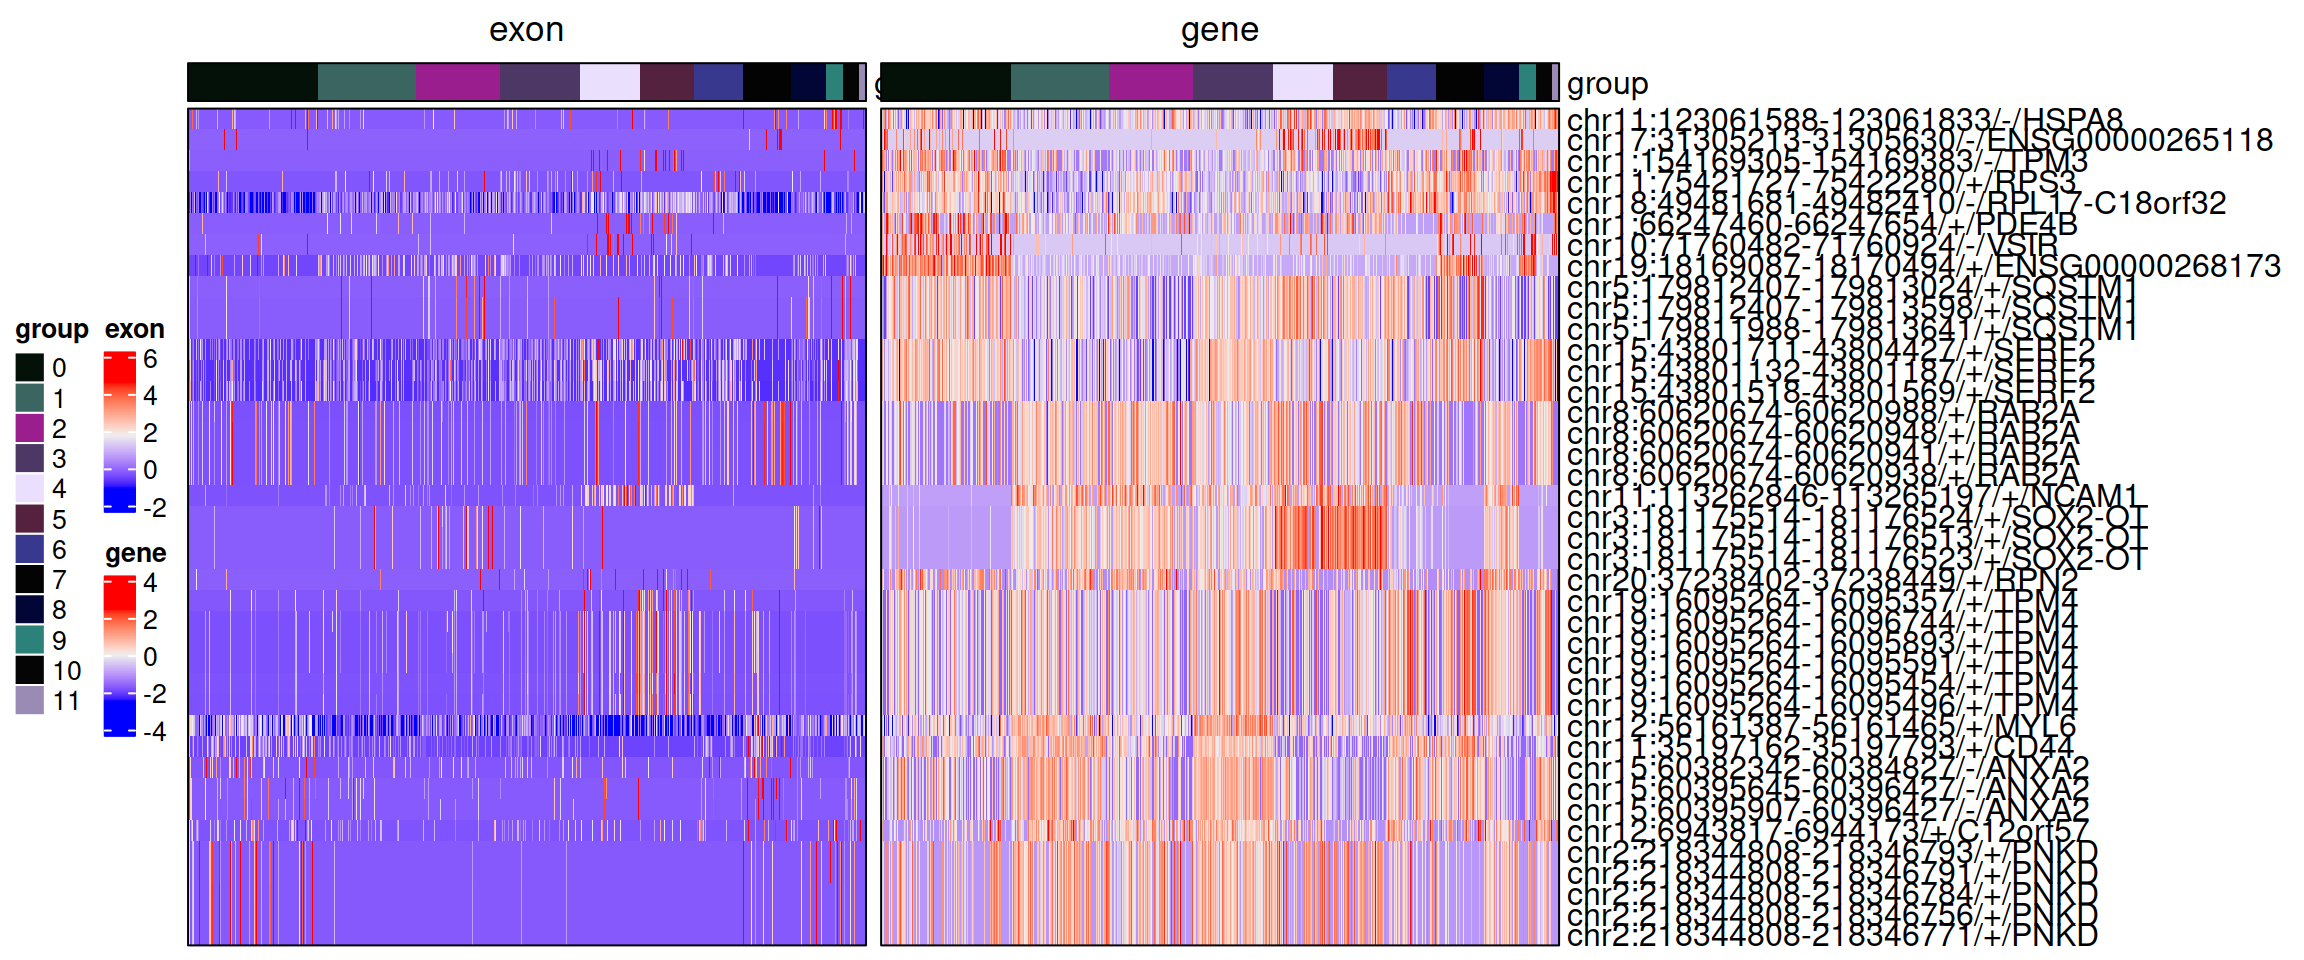 exon
gene
group
chr11:123061588-123061833/-/HSPA8
chr17:31305213-31305630/-/ENSG00000265118
chr1:154169305-154169383/-/TPM3
chr11:75421727-75422280/+/RPS3
chr18:49481681-49482410/-/RPL17-C18orf32
chr1:66247460-66247654/+/PDE4B
chr10:71760482-71760924/-/VSIR
chr19:18169087-18170494/+/ENSG00000268173
chr5:179812407-179813024/+/SQSTM1
chr5:179812407-179813598/+/SQSTM1
chr5:179811988-179813641/+/SQSTM1
chr15:43801711-43804427/+/SERF2
chr15:43801132-43801187/+/SERF2
chr15:43801518-43801569/+/SERF2
chr8:60620674-60620988/+/RAB2A
chr8:60620674-60620948/+/RAB2A
chr8:60620674-60620941/+/RAB2A
chr8:60620674-60620938/+/RAB2A
chr11:113262846-113265197/+/NCAM1
chr3:181175514-181176524/+/SOX2-OT
chr3:181175514-181176513/+/SOX2-OT
chr3:181175514-181176523/+/SOX2-OT
chr20:37238402-37238449/+/RPN2
chr19:16095264-16095357/+/TPM4
chr19:16095264-16096744/+/TPM4
chr19:16095264-16095893/+/TPM4
chr19:16095264-16095591/+/TPM4
chr19:16095264-16095454/+/TPM4
chr19:16095264-16095496/+/TPM4
chr12:56161387-56161465/+/MYL6
chr11:35197162-35197793/+/CD44
chr15:60382342-60384827/-/ANXA2
chr15:60395645-60396427/-/ANXA2
chr15:60395907-60396427/-/ANXA2
chr12:6943817-6944173/+/C12orf57
chr2:218344808-218346793/+/PNKD
chr2:218344808-218346791/+/PNKD
chr2:218344808-218346784/+/PNKD
chr2:218344808-218346756/+/PNKD
chr2:218344808-218346771/+/PNKD
group
0
1
2
3
4
5
6
7
8
9
10
11
exon
6
4
2
0
-2
gene
4
2
0
-2
-4